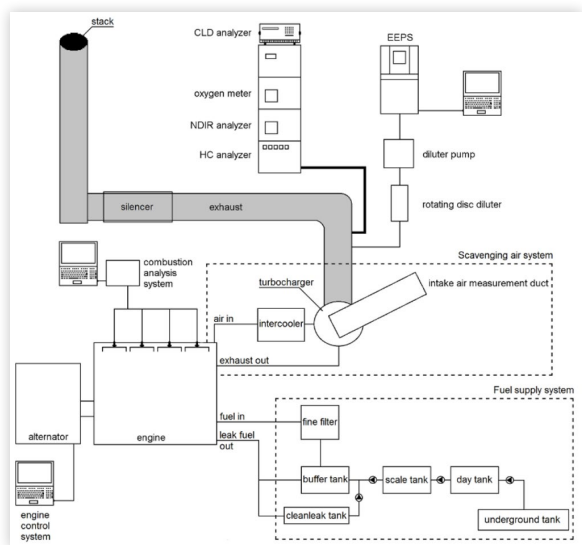 stack
CLD analyzer
EEPS
oxygen meter
NDIR analyzer
HC analyzer
diluter pump
rotating disc diluter
silencer
exhaust
Scavenging air system
combustion
analysis
system
turbocharger
intake air measurement duct
air in
intercooler
exhaust out
Fuel supply system
alternator
engine
fuel in
leak fuel
out
fine filter
buffer tank
scale tank
day tank
cleanleak tank
underground tank
engine
control
system